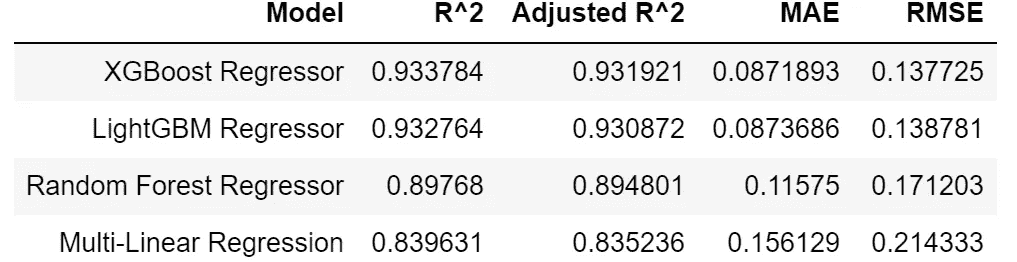 Model R^2 Adjusted R^2 MAE RMSE
XGBoost Regressor 0.933784 0.931921 0.0871893 0.137725
LightGBM Regressor 0.932764 0.930872 0.0873686 0.138781
Random Forest Regressor 0.89768 0.894801 0.11575 0.171203
Multi-Linear Regression 0.839631 0.835236 0.156129 0.214333